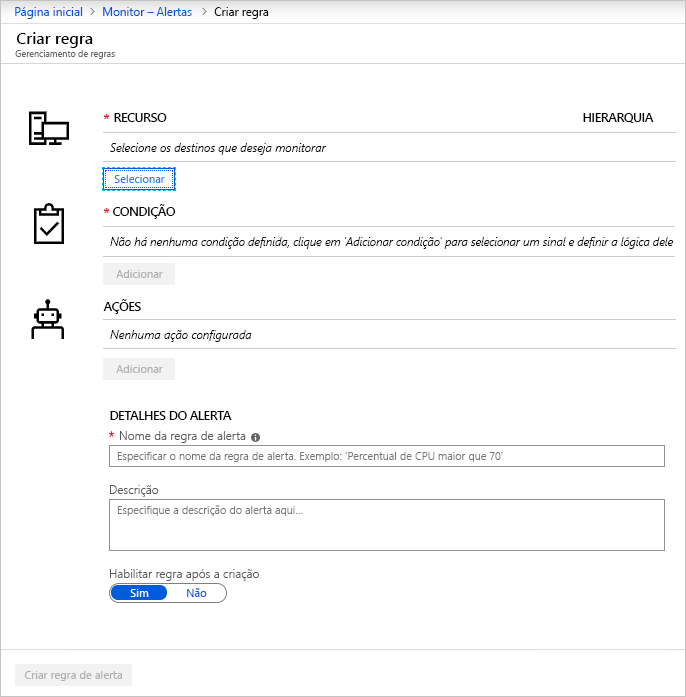 Página inicial > Monitor – Alertas > Criar regra
Criar regra
Gerenciamento de regras
* RECURSO HIERARQUIA
Selecione os destinos que deseja monitorar
Selecionar
* CONDIÇÃO
Não há nenhuma condição definida, clique em 'Adicionar condição' para selecionar um sinal e definir a lógica dele
Adicionar
AÇÕES
Nenhuma ação configurada
Adicionar
DETALHES DO ALERTA
* Nome da regra de alerta
Especificar o nome da regra de alerta. Exemplo: 'Percentual de CPU maior que 70'
Descrição
Especifique a descrição do alerta aqui...
Habilitar regra após a criação
Sim Não
Criar regra de alerta